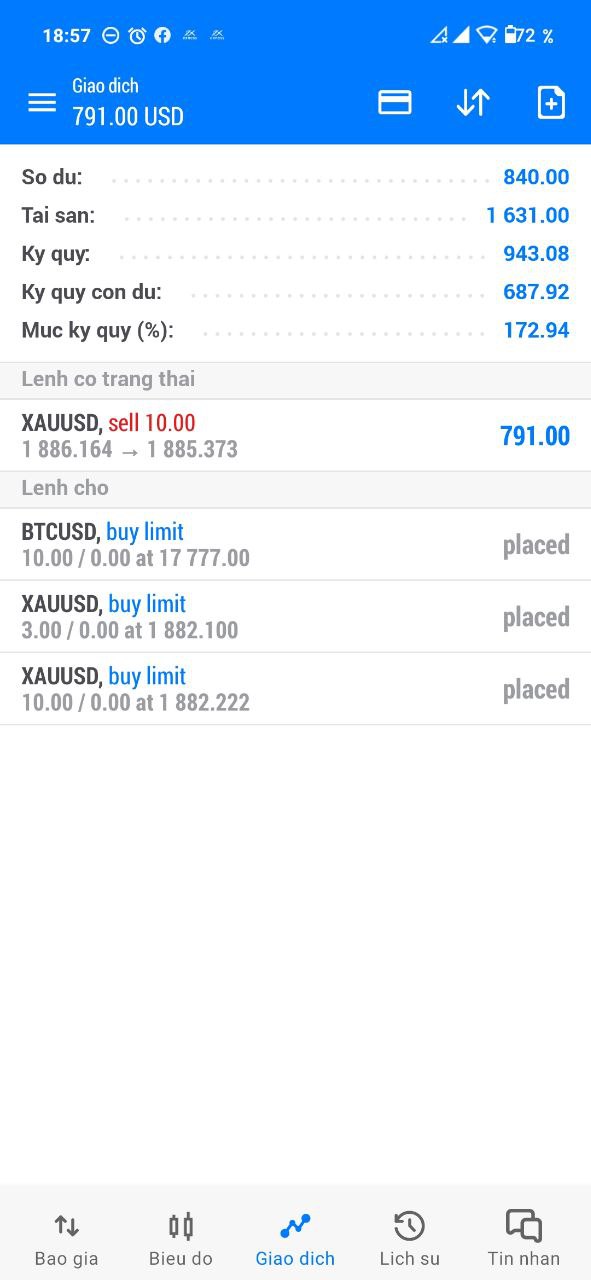 18:57 72 %
Giao dich
791.00 USD
So du: 840.00
Tai san: 1 631.00
Ky quy: 943.08
Ky quy con du: 687.92
Muc ky quy (%): 172.94
Lenh co trang thai
XAUUSD, sell 10.00
1 886.164 → 1 885.373 791.00
Lenh cho
BTCUSD, buy limit
10.00 / 0.00 at 17 777.00 placed
XAUUSD, buy limit
3.00 / 0.00 at 1 882.100 placed
XAUUSD, buy limit
10.00 / 0.00 at 1 882.222 placed
Bao gia Bieu do Giao dich Lich su Tin nhan